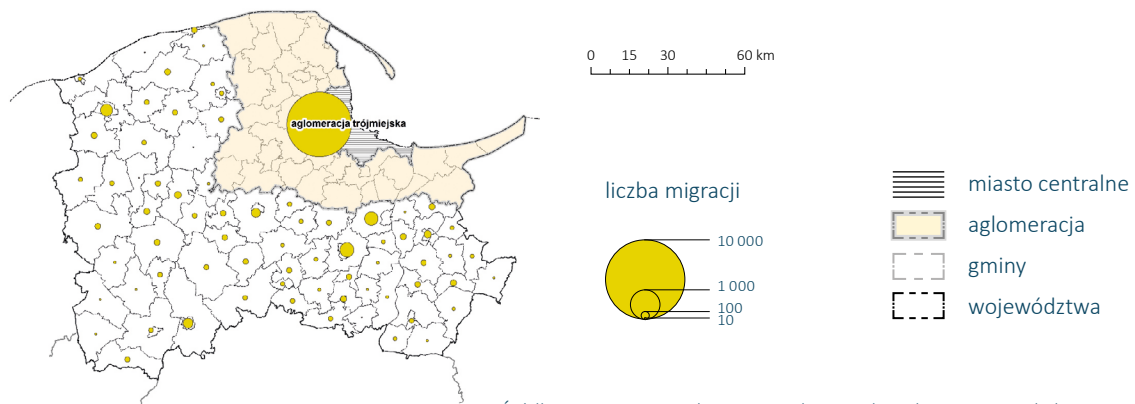 0 15 30 60 km
aglomeracja trójmiejska
liczba migracji
10 000
1 000
100
10
miasto centralne
aglomeracja
gminy
województwa